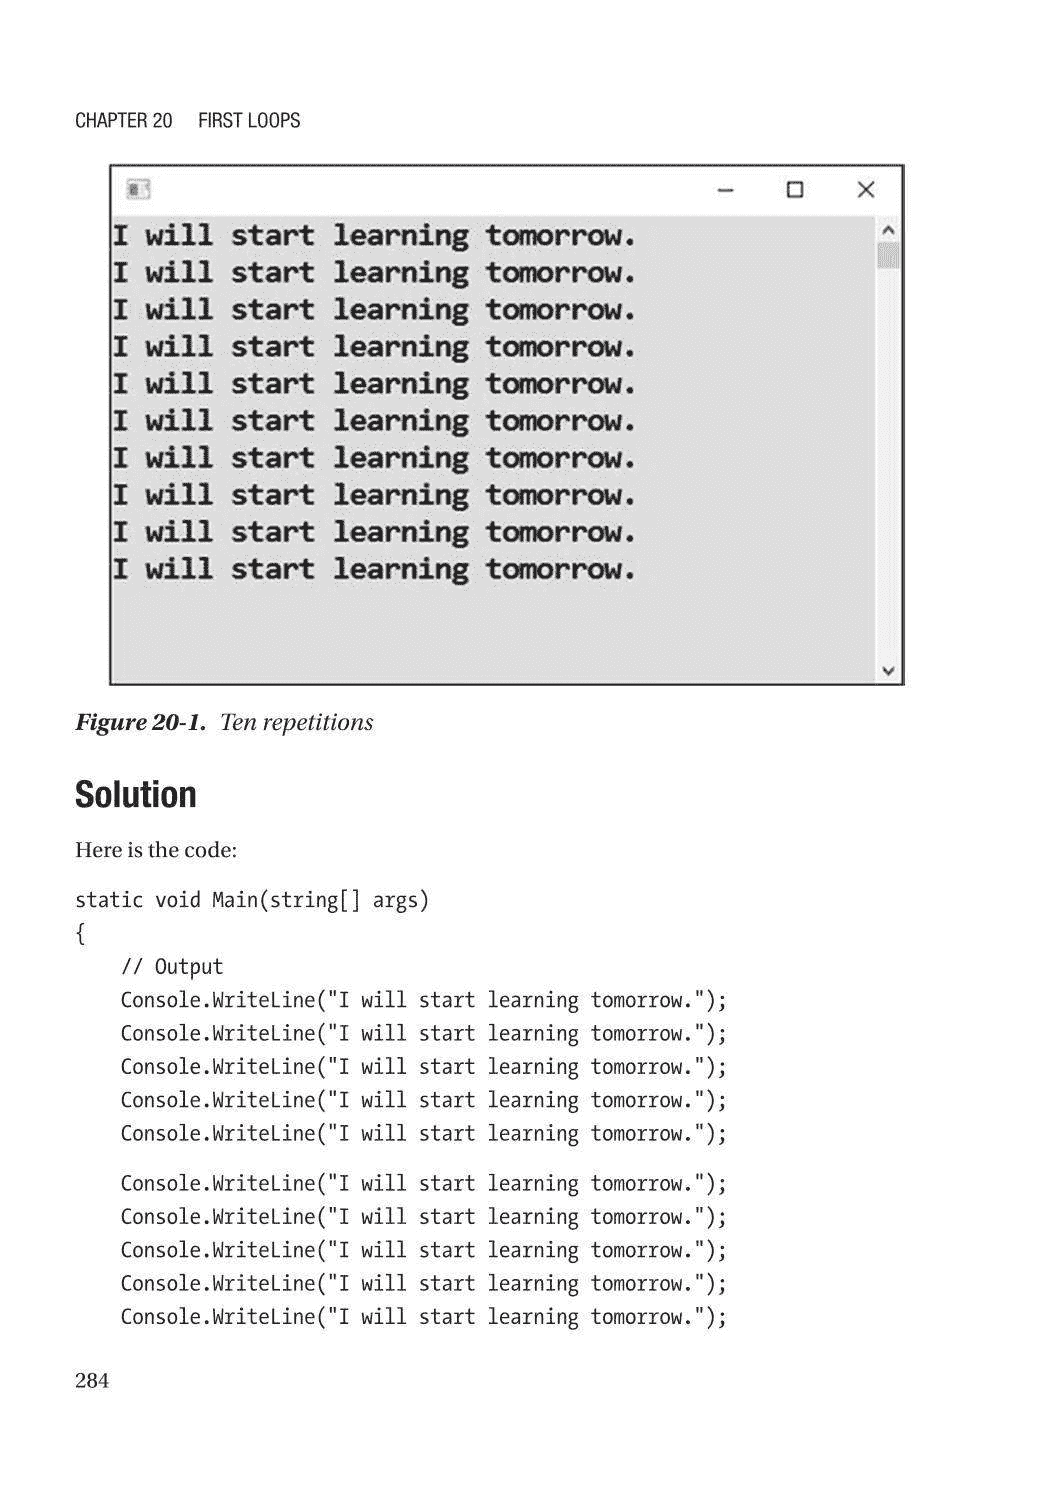 CHAPTER 20 FIRST LOOPS
I will start learning tomorrow.
I will start learning tomorrow.
I will start learning tomorrow.
I will start learning tomorrow.
I will start learning tomorrow.
I will start learning tomorrow.
I will start learning tomorrow.
I will start learning tomorrow.
I will start learning tomorrow.
I will start learning tomorrow.
Figure 20-1. Ten repetitions
Solution
Here is the code:
static void Main(string[] args)
{
    // Output
    Console.WriteLine("I will start learning tomorrow.");
    Console.WriteLine("I will start learning tomorrow.");
    Console.WriteLine("I will start learning tomorrow.");
    Console.WriteLine("I will start learning tomorrow.");
    Console.WriteLine("I will start learning tomorrow.");
    Console.WriteLine("I will start learning tomorrow.");
    Console.WriteLine("I will start learning tomorrow.");
    Console.WriteLine("I will start learning tomorrow.");
    Console.WriteLine("I will start learning tomorrow.");
    Console.WriteLine("I will start learning tomorrow.");
284